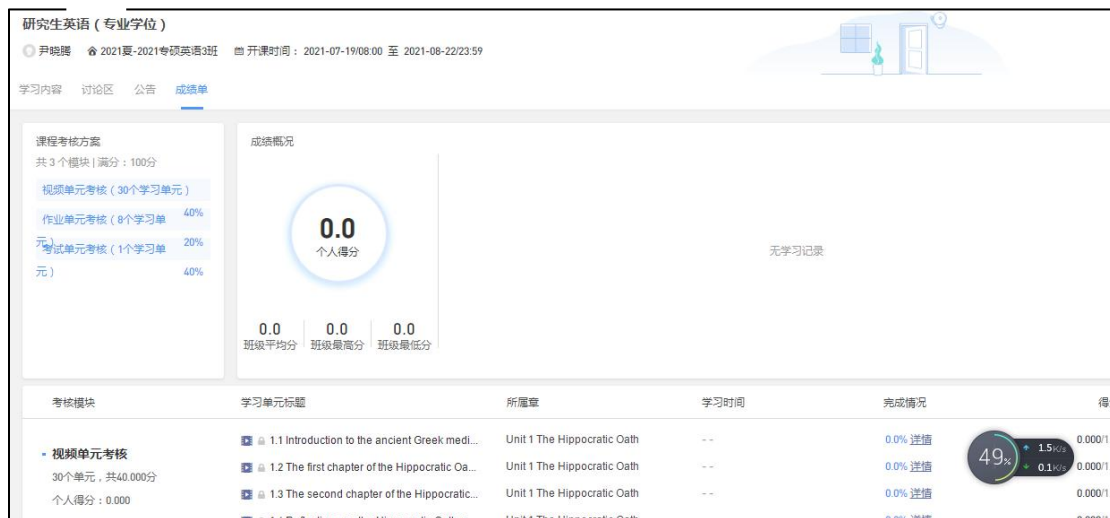 研究生英语（专业学位）
尹晓腾 2021夏-2021专硕英语3班 开课时间： 2021-07-19/08:00 至 2021-08-22/23:59
学习内容 讨论区 公告 成绩单
课程考核方案
共 3 个模块 | 满分：100分
视频单元考核（30个学习单元）
40%
作业单元考核（8个学习单
元）
20%
考试单元考核（1个学习单
元）
40%
成绩概况
0.0
个人得分
0.0 0.0 0.0
班级平均分 班级最高分 班级最低分
无学习记录
考核模块 学习单元标题 所属章 学习时间 完成情况 得
视频单元考核
30个单元，共40.000分
个人得分：0.000
1.1 Introduction to the ancient Greek medi... Unit 1 The Hippocratic Oath - - 0.0% 详情 0.000/1
1.2 The first chapter of the Hippocratic Oa... Unit 1 The Hippocratic Oath - - 0.0% 详情 0.000/1
1.3 The second chapter of the Hippocratic... Unit 1 The Hippocratic Oath - - 0.0% 详情 0.000/1
49%
1.5K/s
0.1K/s